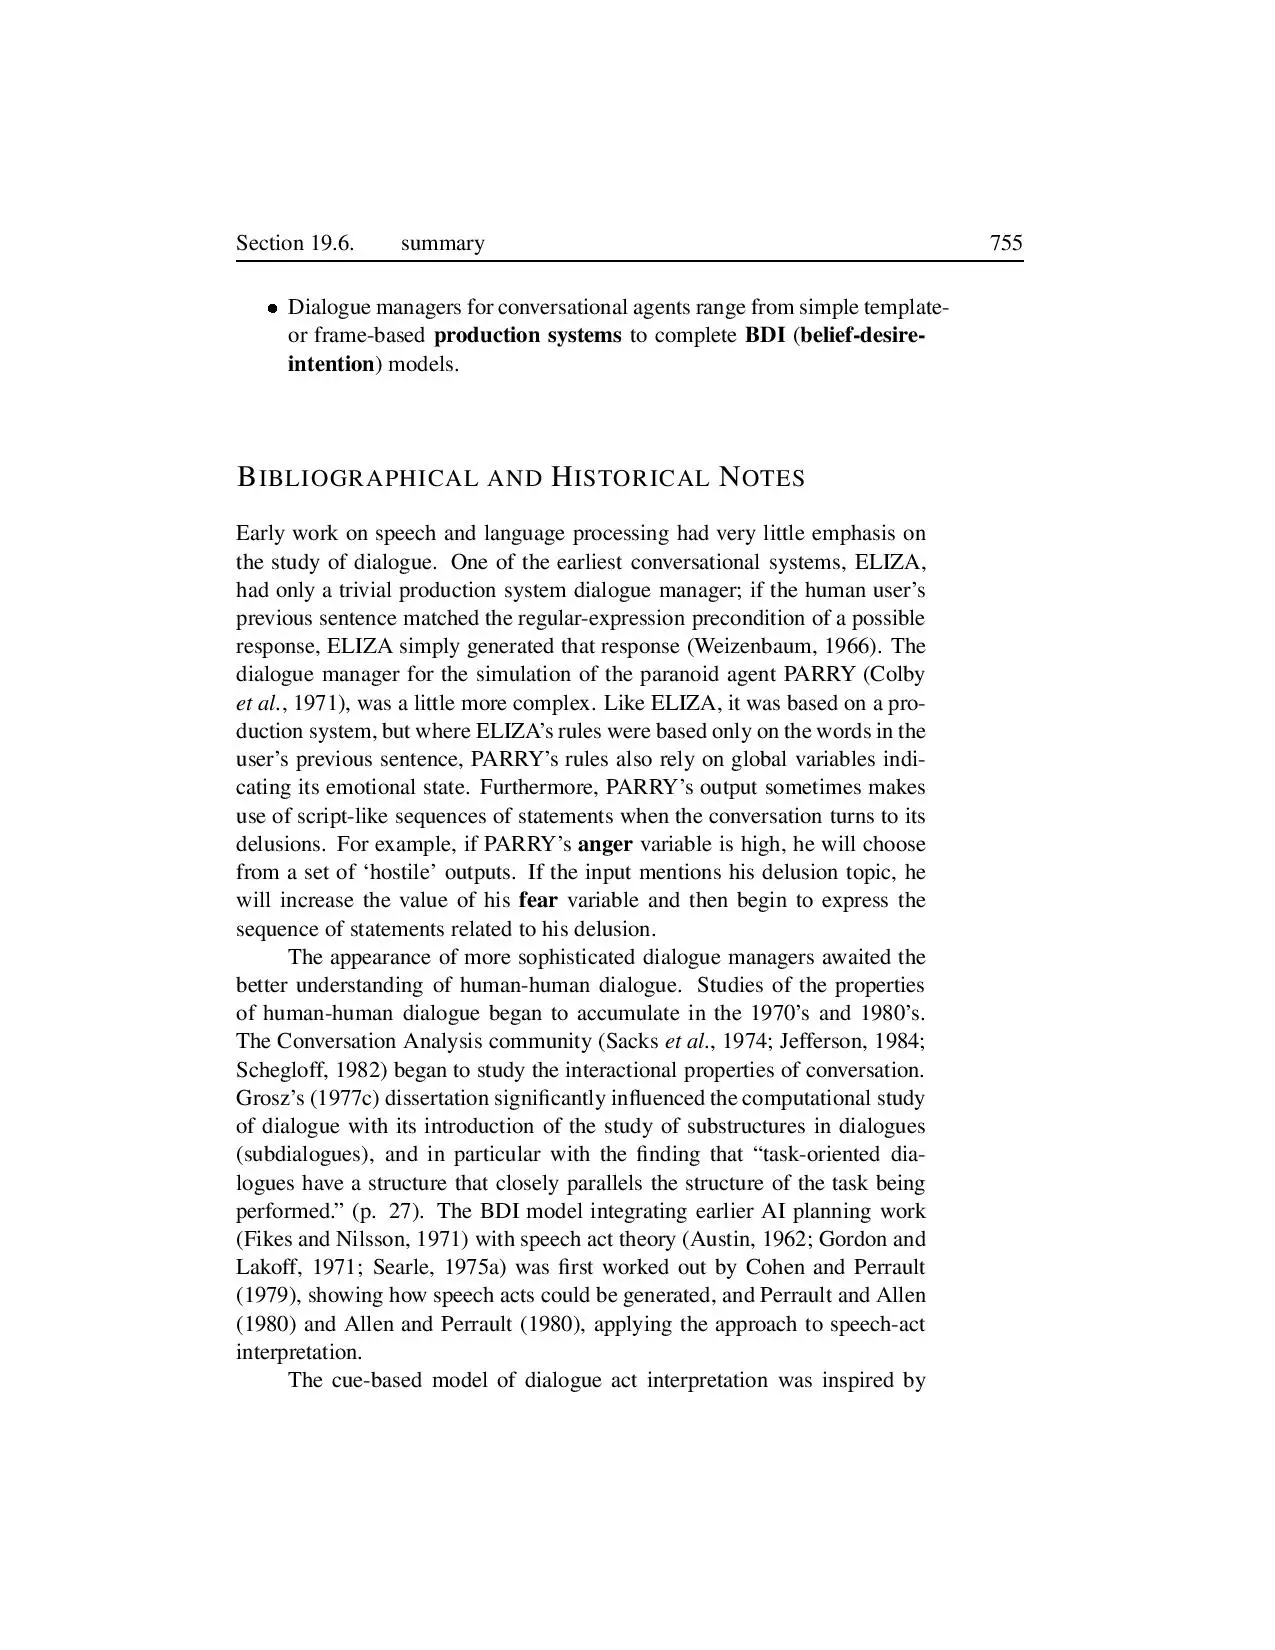 Section 19.6. summary 755
• Dialogue managers for conversational agents range from simple template-
or frame-based production systems to complete BDI (belief-desire-
intention) models.
BIBLIOGRAPHICAL AND HISTORICAL NOTES
Early work on speech and language processing had very little emphasis on
the study of dialogue. One of the earliest conversational systems, ELIZA,
had only a trivial production system dialogue manager; if the human user's
previous sentence matched the regular-expression precondition of a possible
response, ELIZA simply generated that response (Weizenbaum, 1966). The
dialogue manager for the simulation of the paranoid agent PARRY (Colby
et al., 1971), was a little more complex. Like ELIZA, it was based on a pro-
duction system, but where ELIZA's rules were based only on the words in the
user's previous sentence, PARRY's rules also rely on global variables indi-
cating its emotional state. Furthermore, PARRY's output sometimes makes
use of script-like sequences of statements when the conversation turns to its
delusions. For example, if PARRY's anger variable is high, he will choose
from a set of 'hostile' outputs. If the input mentions his delusion topic, he
will increase the value of his fear variable and then begin to express the
sequence of statements related to his delusion.
The appearance of more sophisticated dialogue managers awaited the
better understanding of human-human dialogue. Studies of the properties
of human-human dialogue began to accumulate in the 1970's and 1980's.
The Conversation Analysis community (Sacks et al., 1974; Jefferson, 1984;
Schegloff, 1982) began to study the interactional properties of conversation.
Grosz's (1977c) dissertation significantly influenced the computational study
of dialogue with its introduction of the study of substructures in dialogues
(subdialogues), and in particular with the finding that “task-oriented dia-
logues have a structure that closely parallels the structure of the task being
performed.” (p. 27). The BDI model integrating earlier AI planning work
(Fikes and Nilsson, 1971) with speech act theory (Austin, 1962; Gordon and
Lakoff, 1971; Searle, 1975a) was first worked out by Cohen and Perrault
(1979), showing how speech acts could be generated, and Perrault and Allen
(1980) and Allen and Perrault (1980), applying the approach to speech-act
interpretation.
The cue-based model of dialogue act interpretation was inspired by